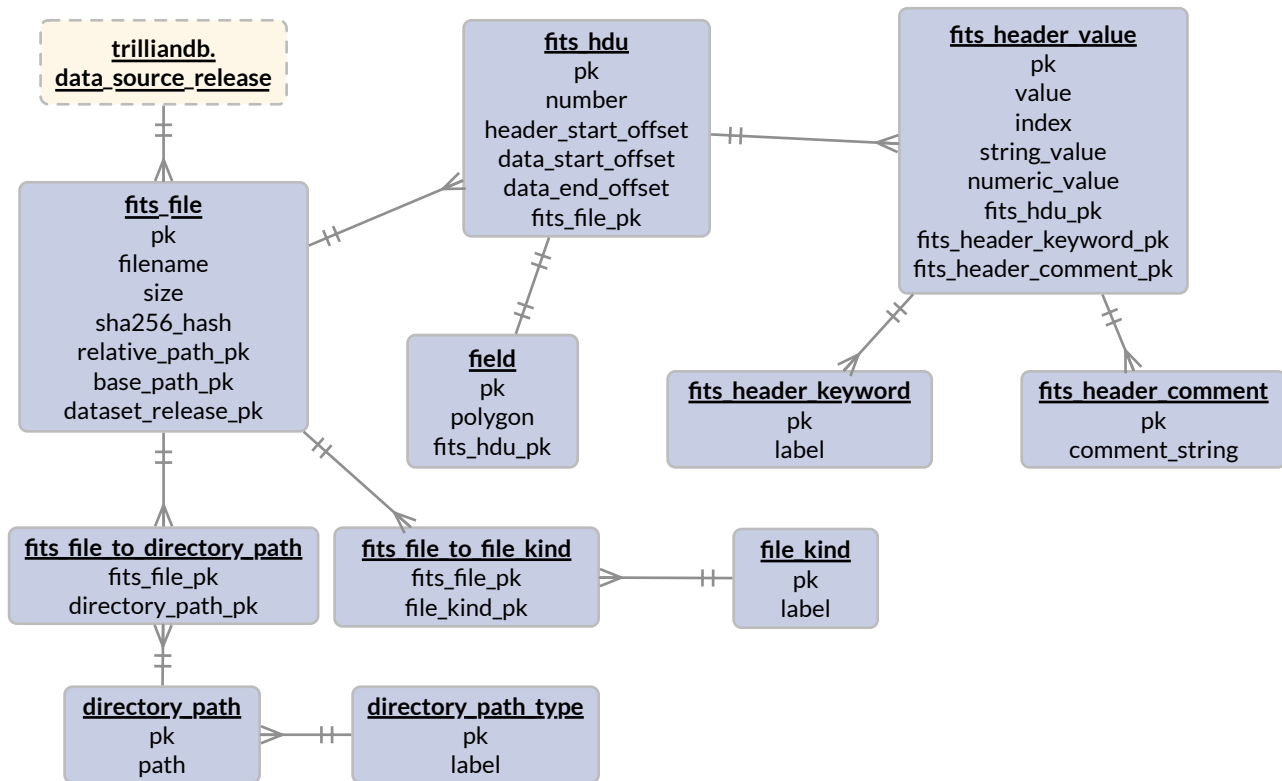 trilliandb.
data_source_release
fits_hdu
pk
number
header_start_offset
data_start_offset
data_end_offset
fits_file_pk
fits_header_value
pk
value
index
string_value
numeric_value
fits_hdu_pk
fits_header_keyword_pk
fits_header_comment_pk
fits_file
pk
filename
size
sha256_hash
relative_path_pk
base_path_pk
dataset_release_pk
field
pk
polygon
fits_hdu_pk
fits_header_keyword
pk
label
fits_header_comment
pk
comment_string
fits_file_to_directory_path
fits_file_pk
directory_path_pk
fits_file_to_file_kind
fits_file_pk
file_kind_pk
file_kind
pk
label
directory_path
pk
path
directory_path_type
pk
label